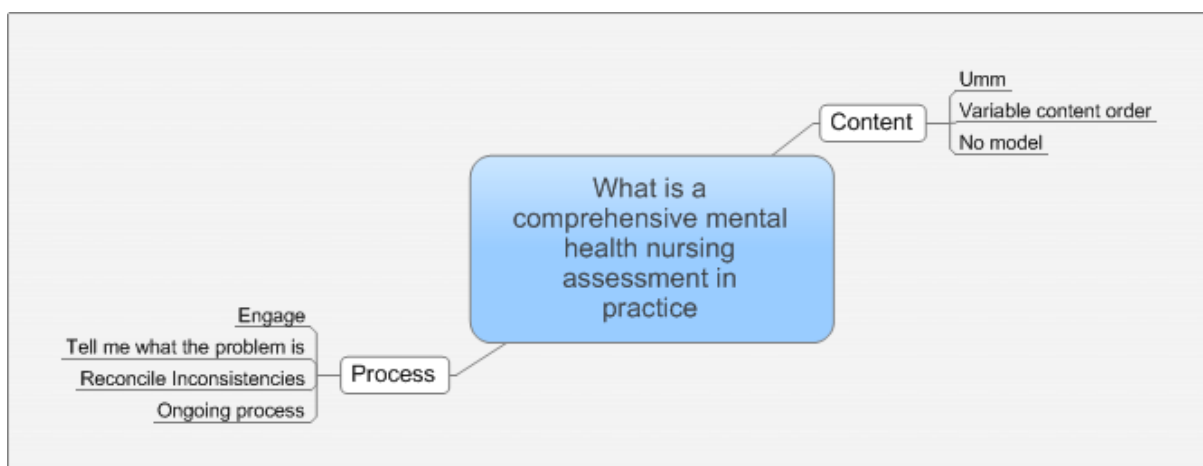 Umm
Content
Variable content order
No model
What is a
comprehensive mental
health nursing
assessment in
practice
Engage
Tell me what the problem is
Process
Reconcile Inconsistencies
Ongoing process